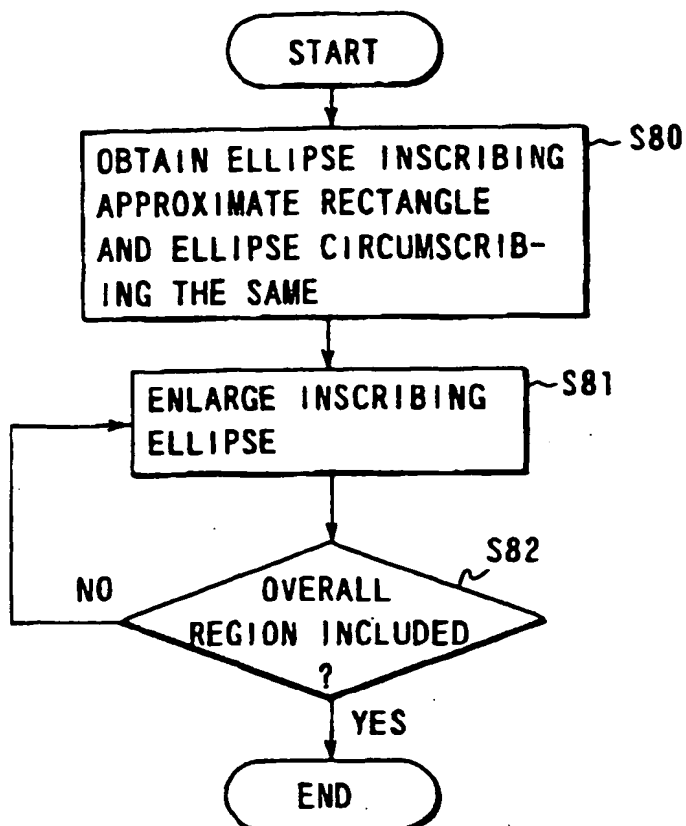 START
S80
OBTAIN ELLIPSE INSCRIBING
APPROXIMATE RECTANGLE
AND ELLIPSE CIRCUMSCRIB-
ING THE SAME
S81
ENLARGE INSCRIBING
ELLIPSE
S82
NO
OVERALL
REGION INCLUDED
?
YES
END